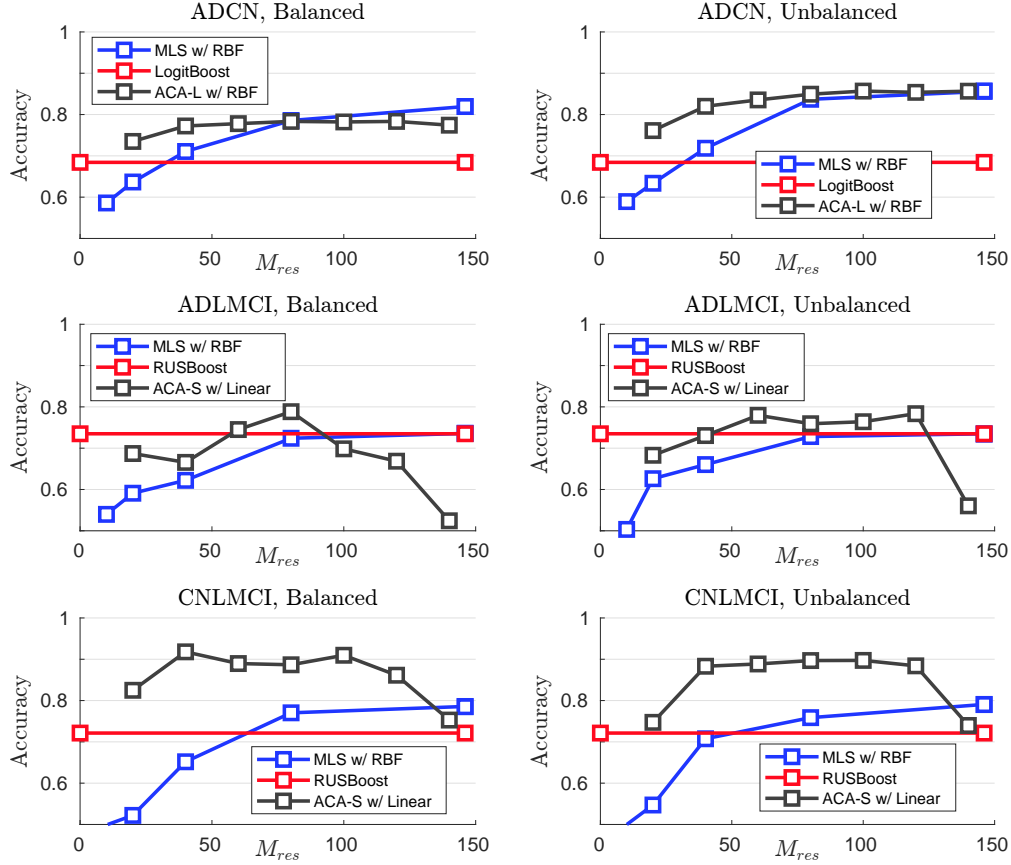 ADCN, Balanced
1
0.8
0.6
Accuracy
MLS w/ RBF
LogitBoost
ACA-L w/ RBF
0
50
100
150
M_res
ADCN, Unbalanced
1
0.8
0.6
Accuracy
MLS w/ RBF
LogitBoost
ACA-L w/ RBF
0
50
100
150
M_res
ADLMCI, Balanced
1
0.8
0.6
Accuracy
MLS w/ RBF
RUSBoost
ACA-S w/ Linear
0
50
100
150
M_res
ADLMCI, Unbalanced
1
0.8
0.6
Accuracy
MLS w/ RBF
RUSBoost
ACA-S w/ Linear
0
50
100
150
M_res
CNLMCI, Balanced
1
0.8
0.6
Accuracy
MLS w/ RBF
RUSBoost
ACA-S w/ Linear
0
50
100
150
M_res
CNLMCI, Unbalanced
1
0.8
0.6
Accuracy
MLS w/ RBF
RUSBoost
ACA-S w/ Linear
0
50
100
150
M_res